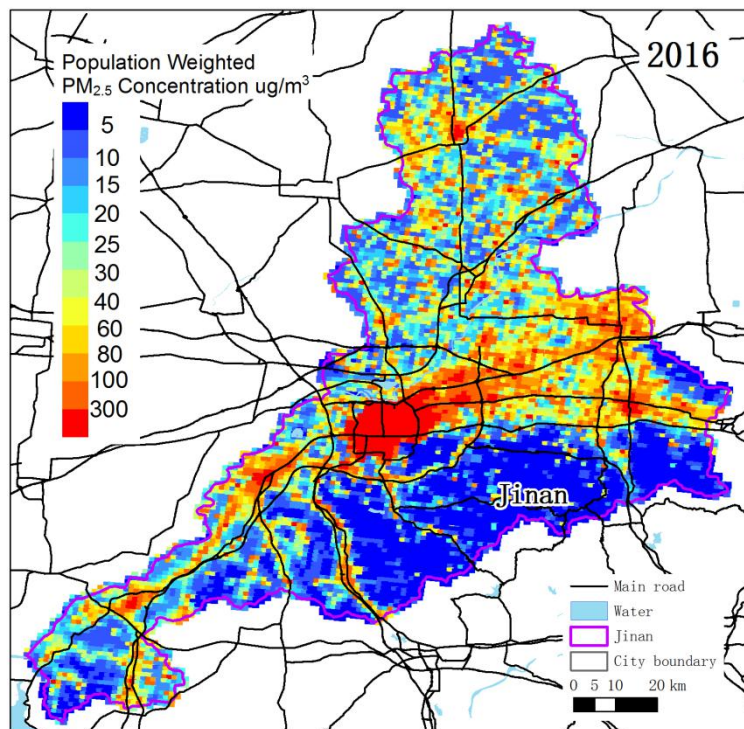 2016
Population Weighted
PM2.5 Concentration ug/m3
5
10
15
20
25
30
40
60
80
100
300
Jinan
Main road
Water
Jinan
City boundary
0 5 10 20 km